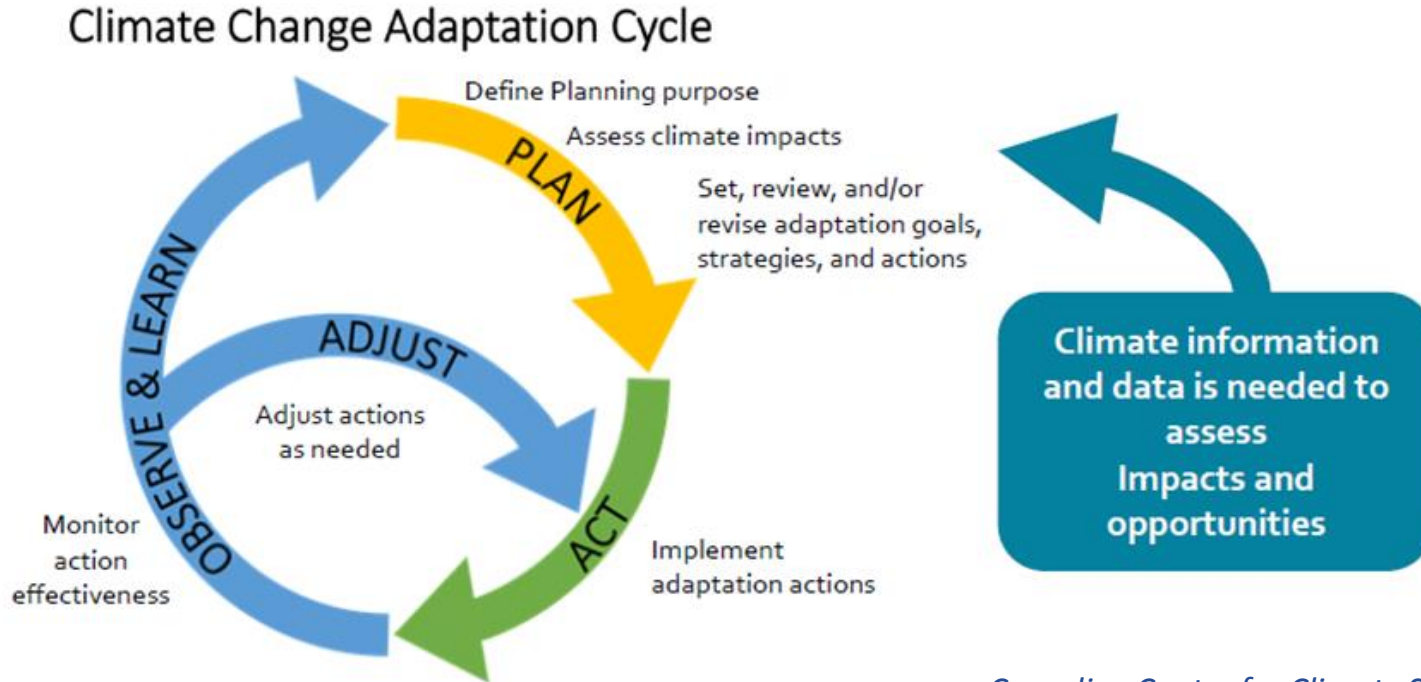 Climate Change Adaptation Cycle
Define Planning purpose
Assess climate impacts
PLAN
Set, review, and/or
revise adaptation goals,
strategies, and actions
OBSERVE & LEARN
ADJUST
Adjust actions
as needed
Climate information
and data is needed to
assess
Impacts and
opportunities
Monitor
action
effectiveness
ACT
Implement
adaptation actions